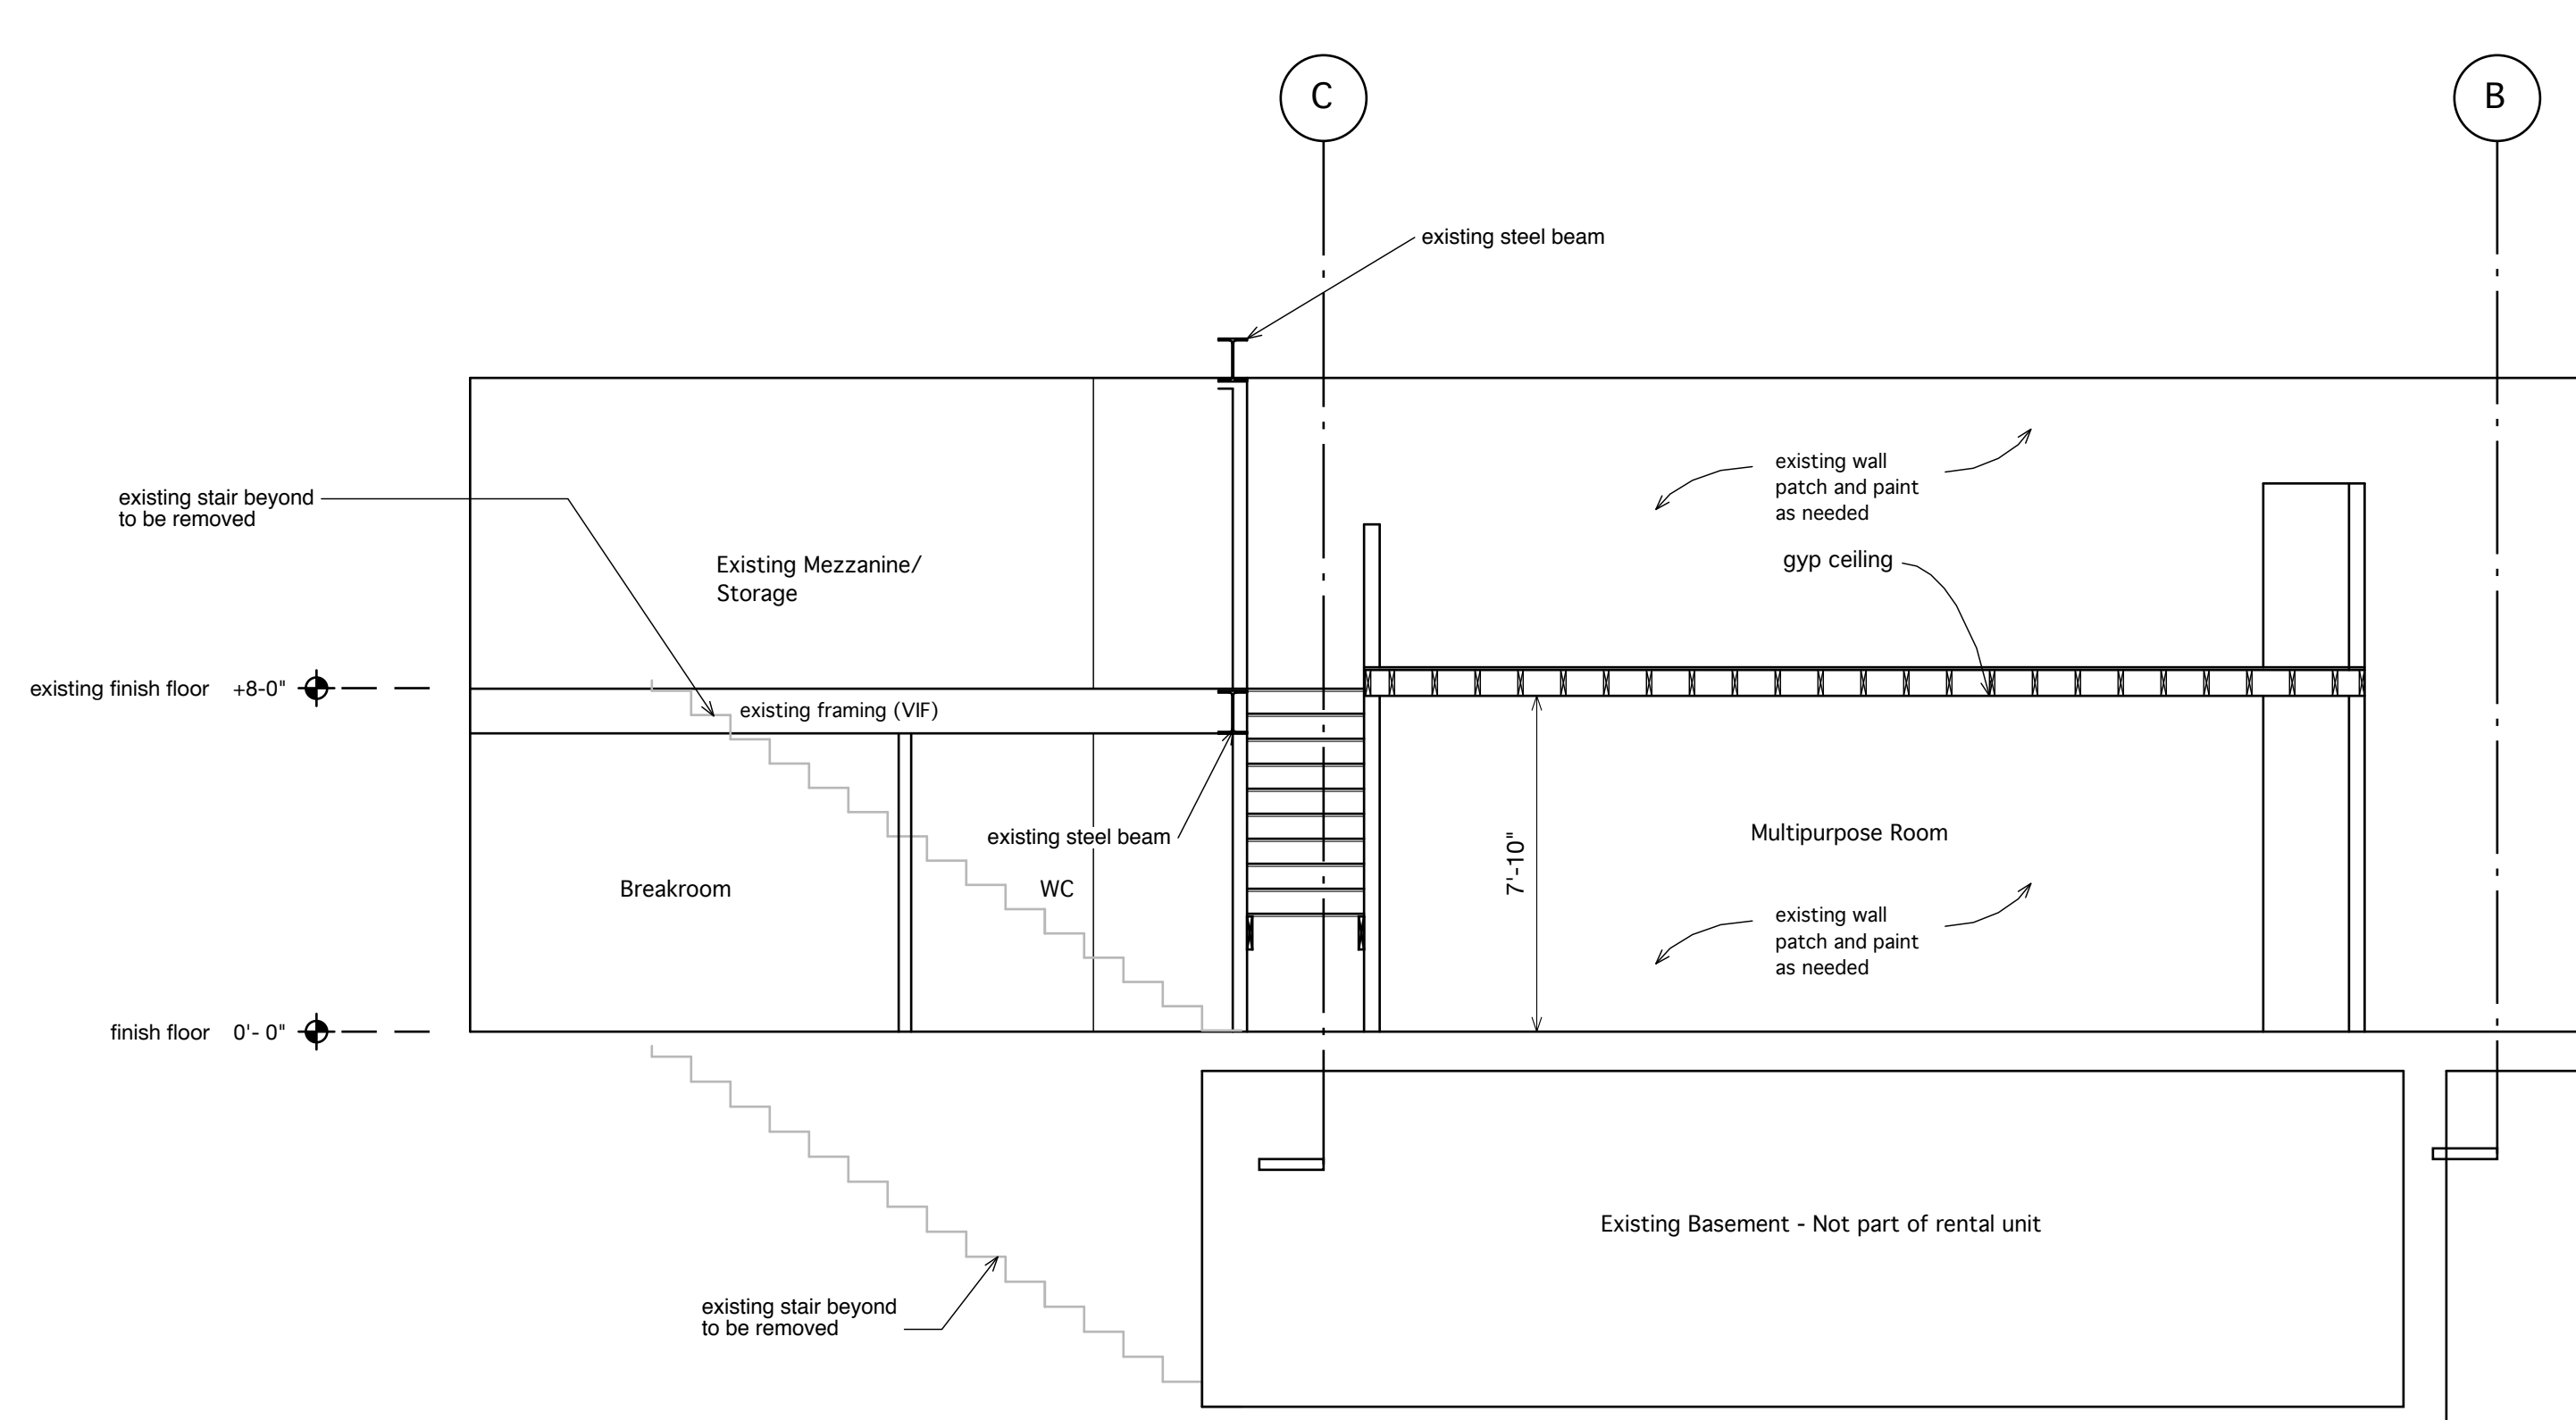 C
B
existing steel beam
existing wall
patch and paint
as needed
existing stair beyond
to be removed
gyp ceiling
Existing Mezzanine/
Storage
existing finish floor +8-0"
existing framing (VIF)
existing steel beam
Multipurpose Room
7'-10"
Breakroom
WC
existing wall
patch and paint
as needed
finish floor 0'- 0"
Existing Basement - Not part of rental unit
existing stair beyond
to be removed